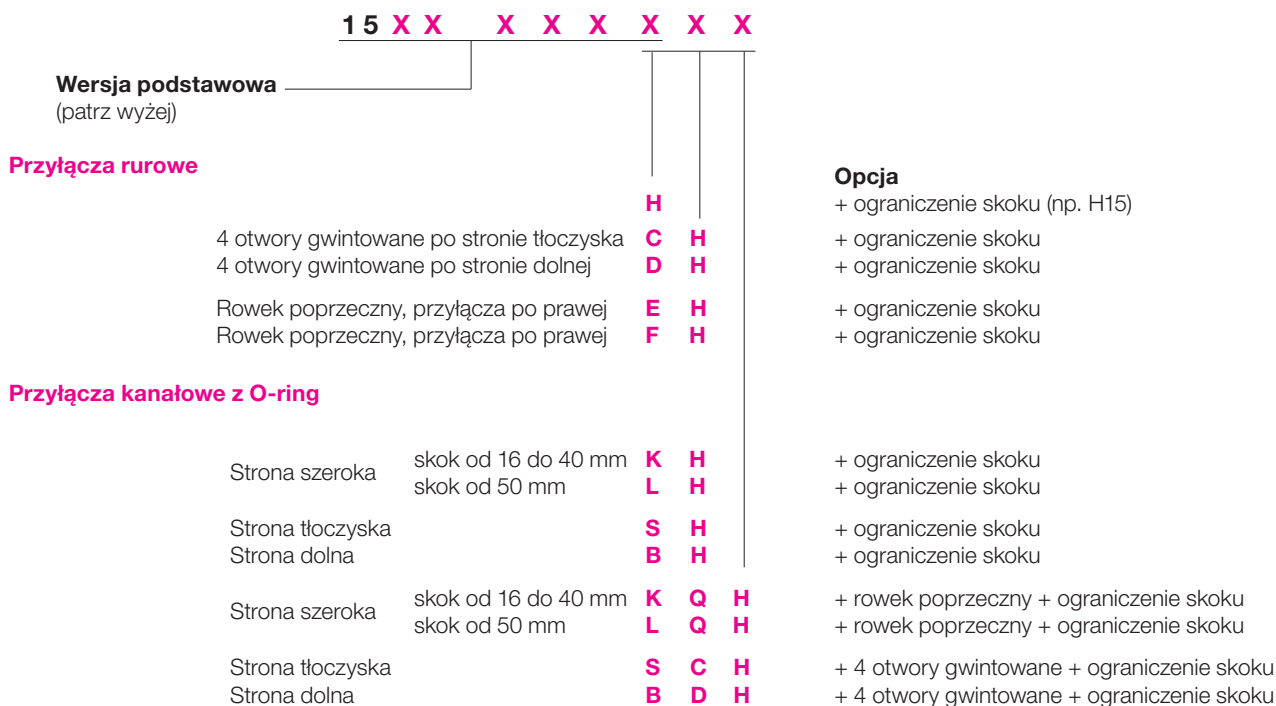 15 X X X X X X X X
Wersja podstawowa
(patrz wyżej)
Przyłącza rurowe
Opcja
H + ograniczenie skoku (np. H15)
4 otwory gwintowane po stronie tłoczyska C H + ograniczenie skoku
4 otwory gwintowane po stronie dolnej D H + ograniczenie skoku
Rowek poprzeczny, przyłącza po prawej E H + ograniczenie skoku
Rowek poprzeczny, przyłącza po prawej F H + ograniczenie skoku
Przyłącza kanałowe z O-ring
Strona szeroka skok od 16 do 40 mm K H + ograniczenie skoku
skok od 50 mm L H + ograniczenie skoku
Strona tłoczyska S H + ograniczenie skoku
Strona dolna B H + ograniczenie skoku
Strona szeroka skok od 16 do 40 mm K Q H + rowek poprzeczny + ograniczenie skoku
skok od 50 mm L Q H + rowek poprzeczny + ograniczenie skoku
Strona tłoczyska S C H + 4 otwory gwintowane + ograniczenie skoku
Strona dolna B D H + 4 otwory gwintowane + ograniczenie skoku